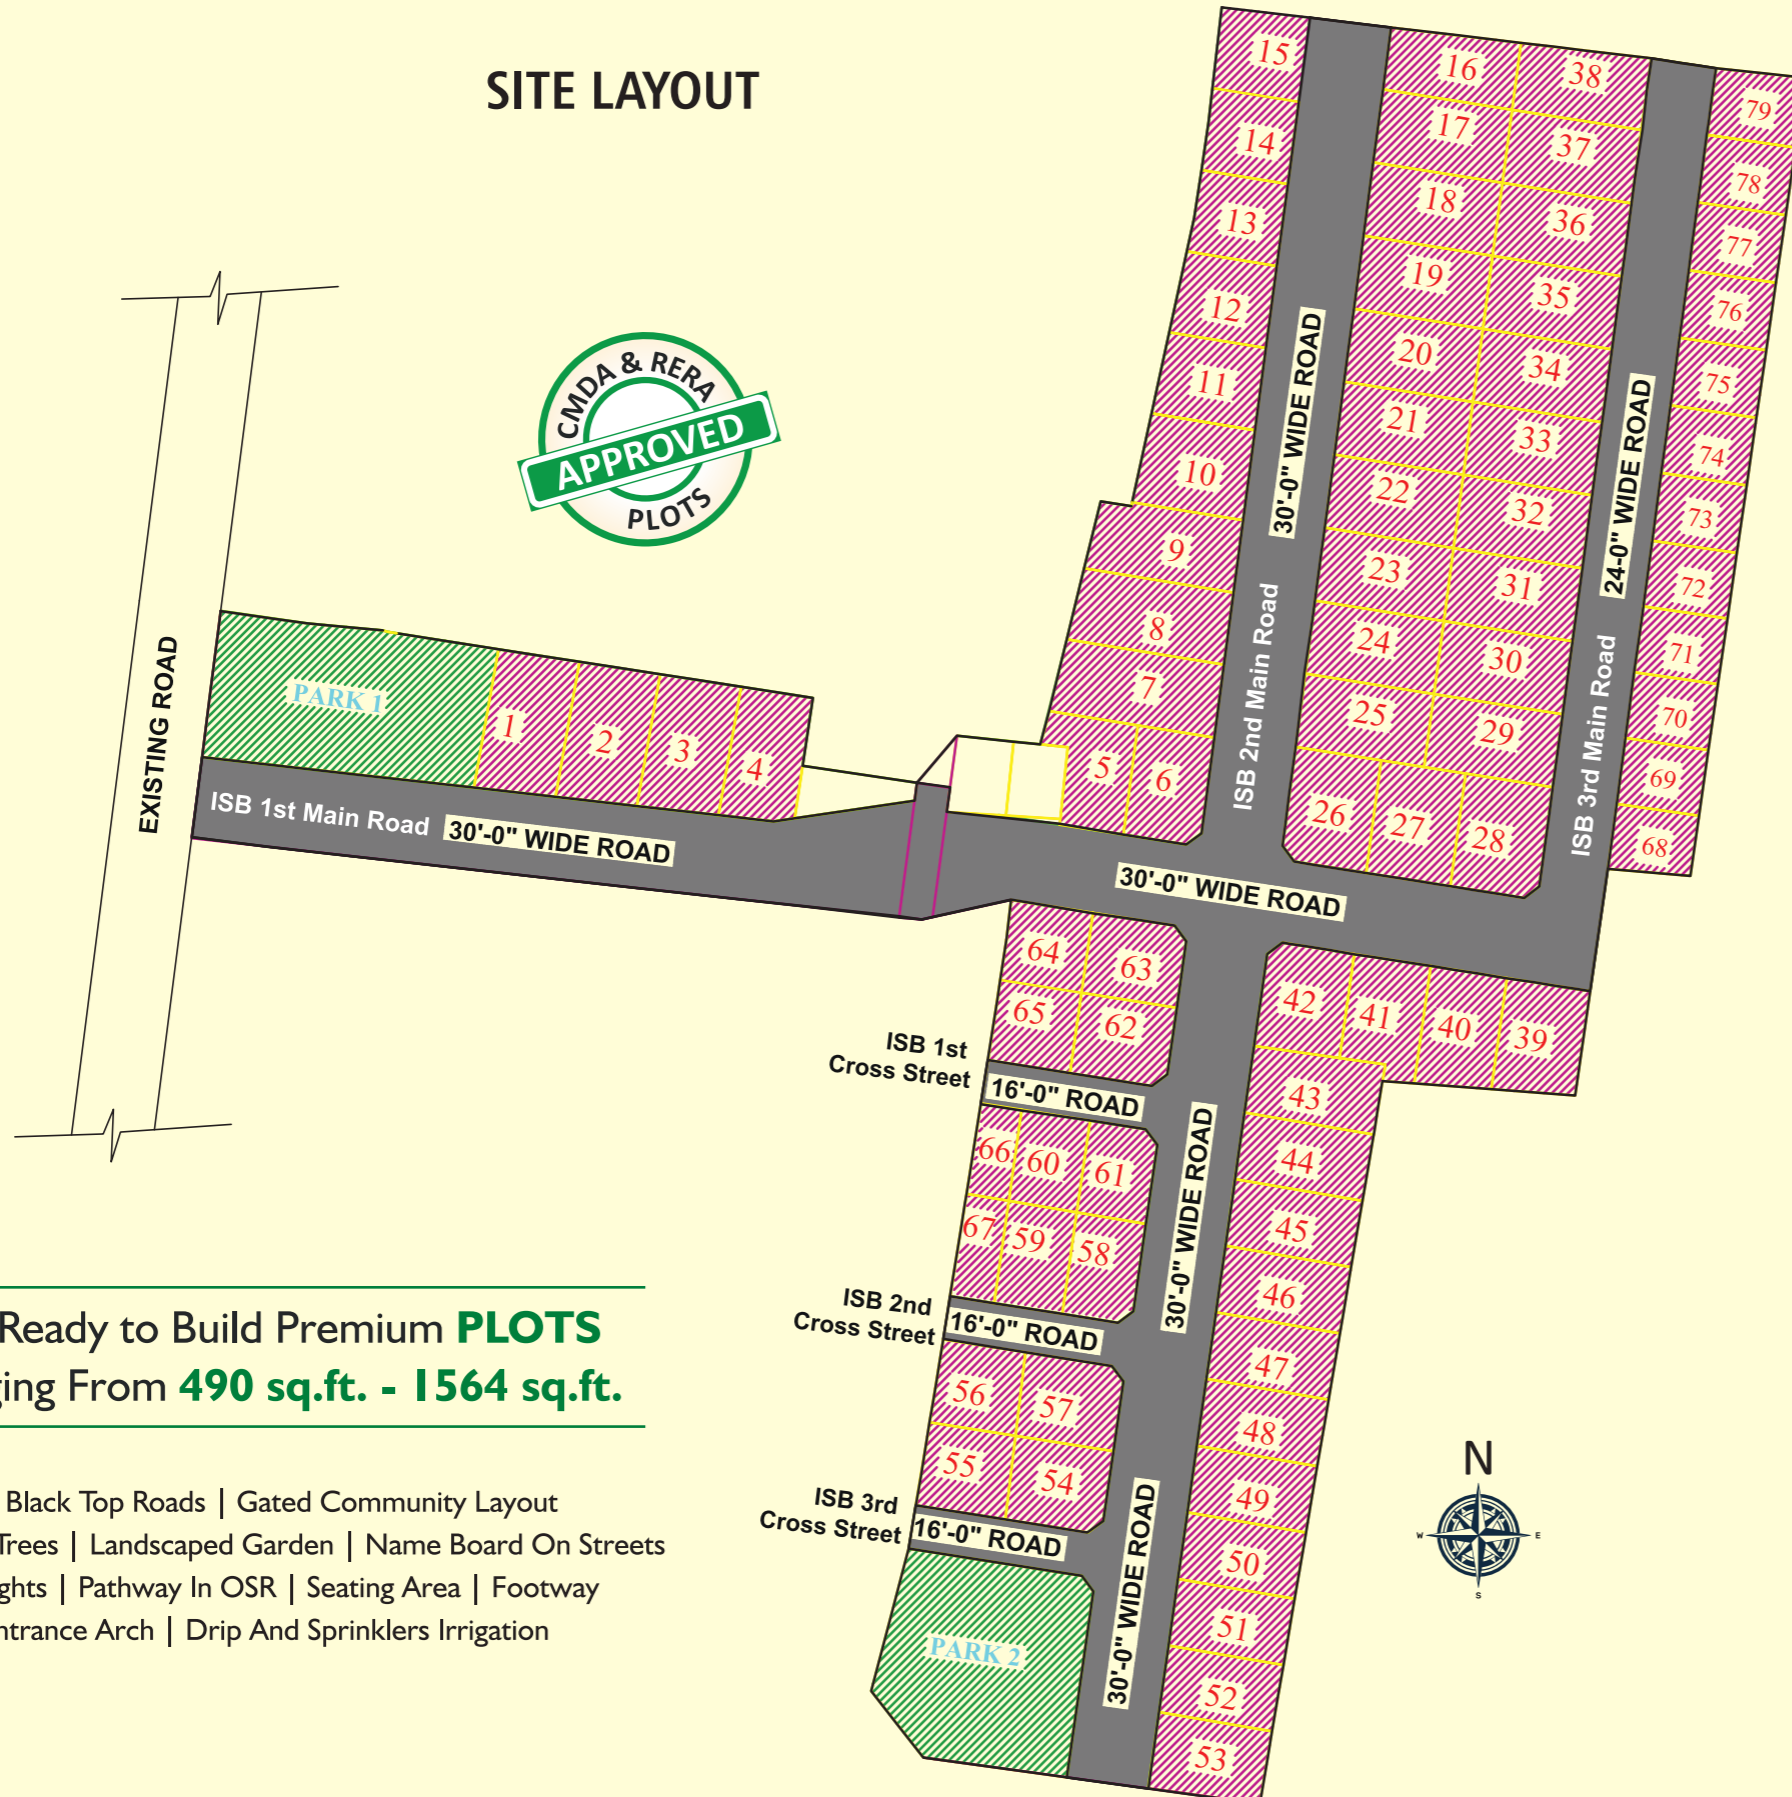 SITE LAYOUT
CMDA & RERA
APPROVED
PLOTS
EXISTING ROAD
PARK 1
1
2
3
4
5
6
7
8
9
10
11
12
13
14
15
16
17
18
19
20
21
22
23
24
25
26
27
28
29
30
31
32
33
34
35
36
37
38
79
78
77
76
75
74
73
72
71
70
69
68
ISB 1st Main Road
30'-0" WIDE ROAD
30'-0" WIDE ROAD
ISB 2nd Main Road
24'-0" WIDE ROAD
ISB 3rd Main Road
30'-0" WIDE ROAD
64
63
65
62
42
41
40
39
ISB 1st
Cross Street
16'-0" ROAD
66
60
61
67
59
58
30'-0" WIDE ROAD
43
44
45
46
47
48
49
50
51
52
53
ISB 2nd
Cross Street
16'-0" ROAD
56
57
55
54
ISB 3rd
Cross Street
16'-0" ROAD
30'-0" WIDE ROAD
PARK 2
Ready to Build Premium PLOTS
From 490 sq.ft. - 1564 sq.ft.
Black Top Roads | Gated Community Layout
Trees | Landscaped Garden | Name Board On Streets
| Pathway In OSR | Seating Area | Footway
Arch | Drip And Sprinklers Irrigation
N
W
E
S